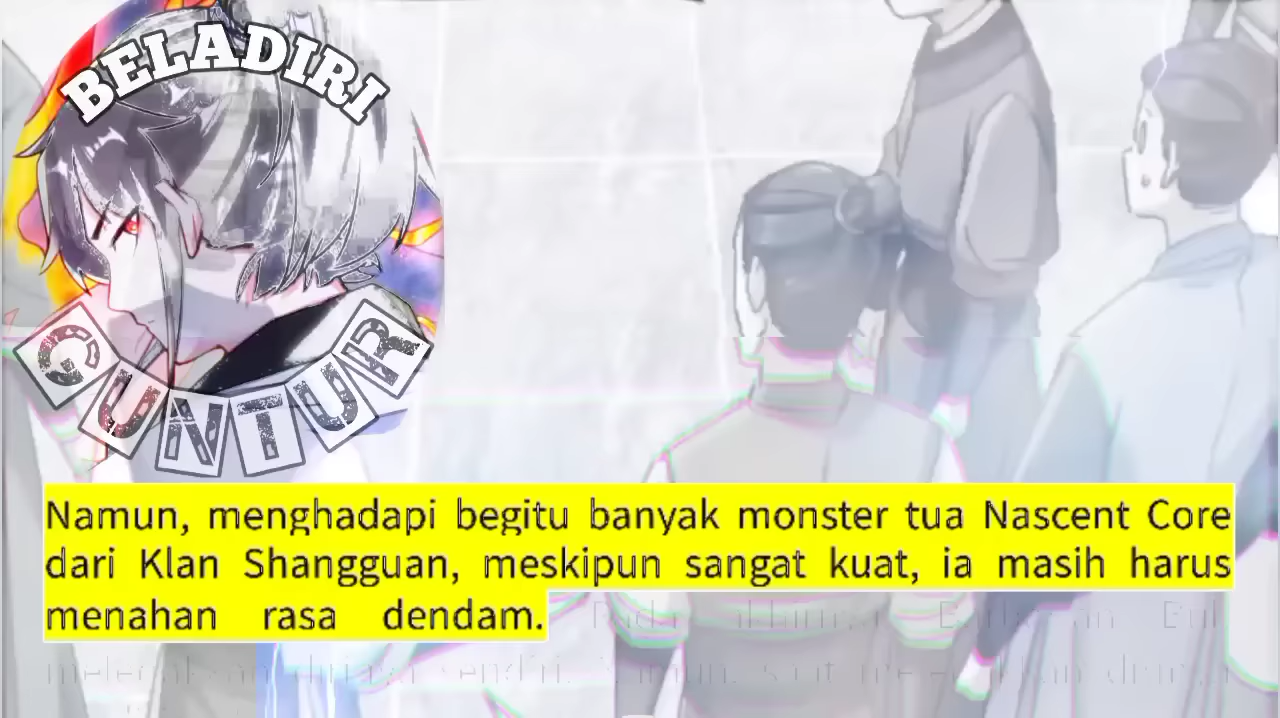 BELADIRI
GUNTUR
Namun, menghadapi begitu banyak monster tua Nascent Core
dari Klan Shangguan, meskipun sangat kuat, ia masih harus
menahan rasa dendam.